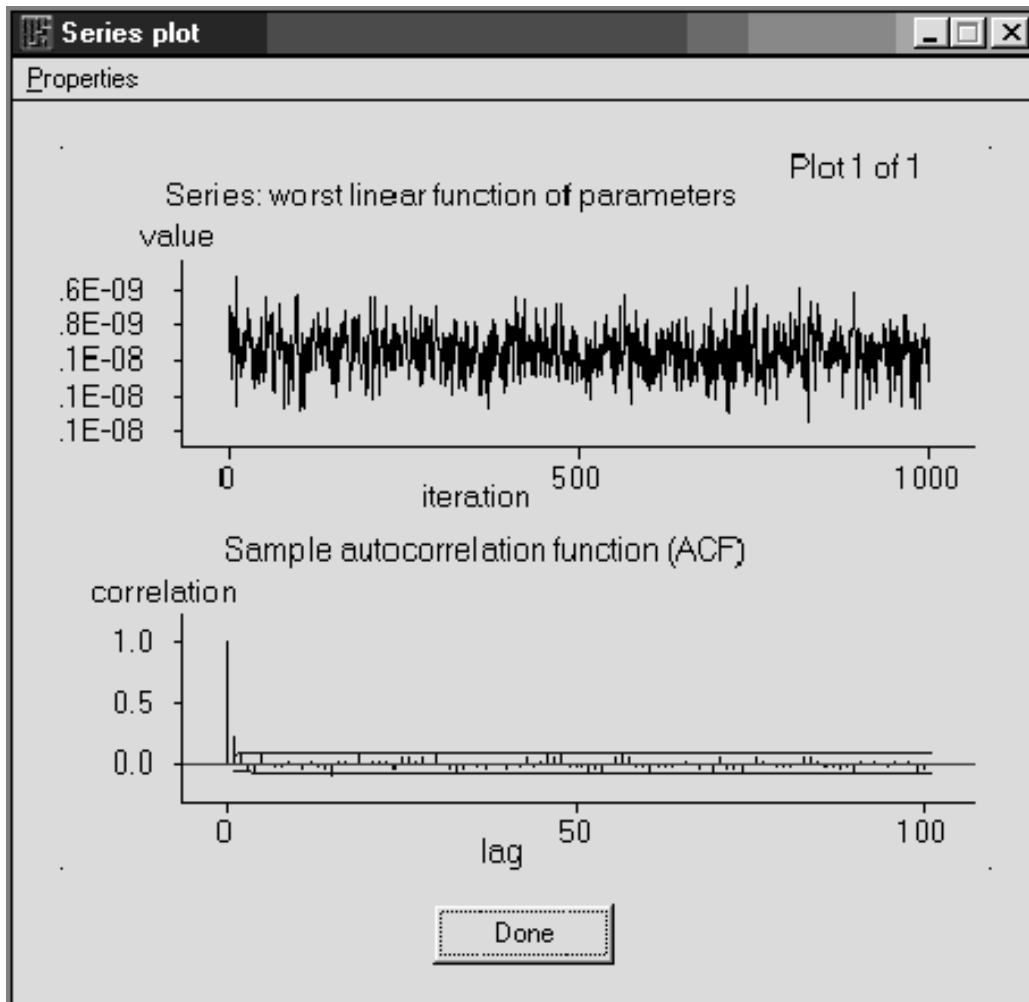 Series plot
Properties
Plot 1 of 1
Series: worst linear function of parameters
value
.6E-09
.8E-09
.1E-08
.1E-08
.1E-08
0 500 1000
iteration
Sample autocorrelation function (ACF)
correlation
1.0
0.5
0.0
0 50 100
lag
Done